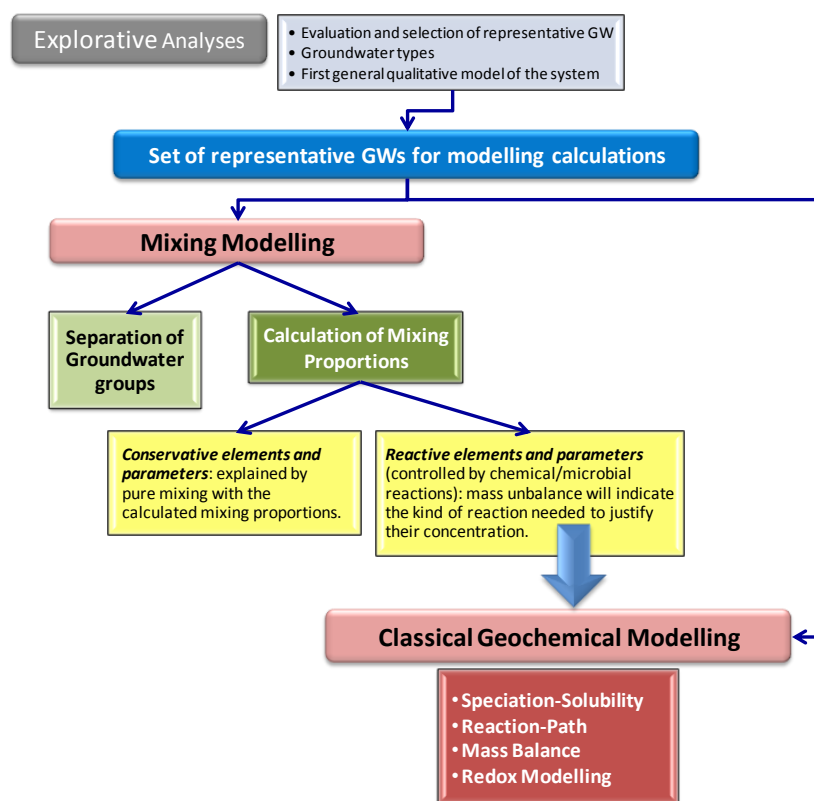 Explorative Analyses
• Evaluation and selection of representative GW
• Groundwater types
• First general qualitative model of the system
Set of representative GWs for modelling calculations
Mixing Modelling
Separation of
Groundwater
groups
Calculation of Mixing
Proportions
Conservative elements and
parameters: explained by
pure mixing with the
calculated mixing proportions.
Reactive elements and parameters
(controlled by chemical/microbial
reactions): mass unbalance will indicate
the kind of reaction needed to justify
their concentration.
Classical Geochemical Modelling
• Speciation-Solubility
• Reaction-Path
• Mass Balance
• Redox Modelling